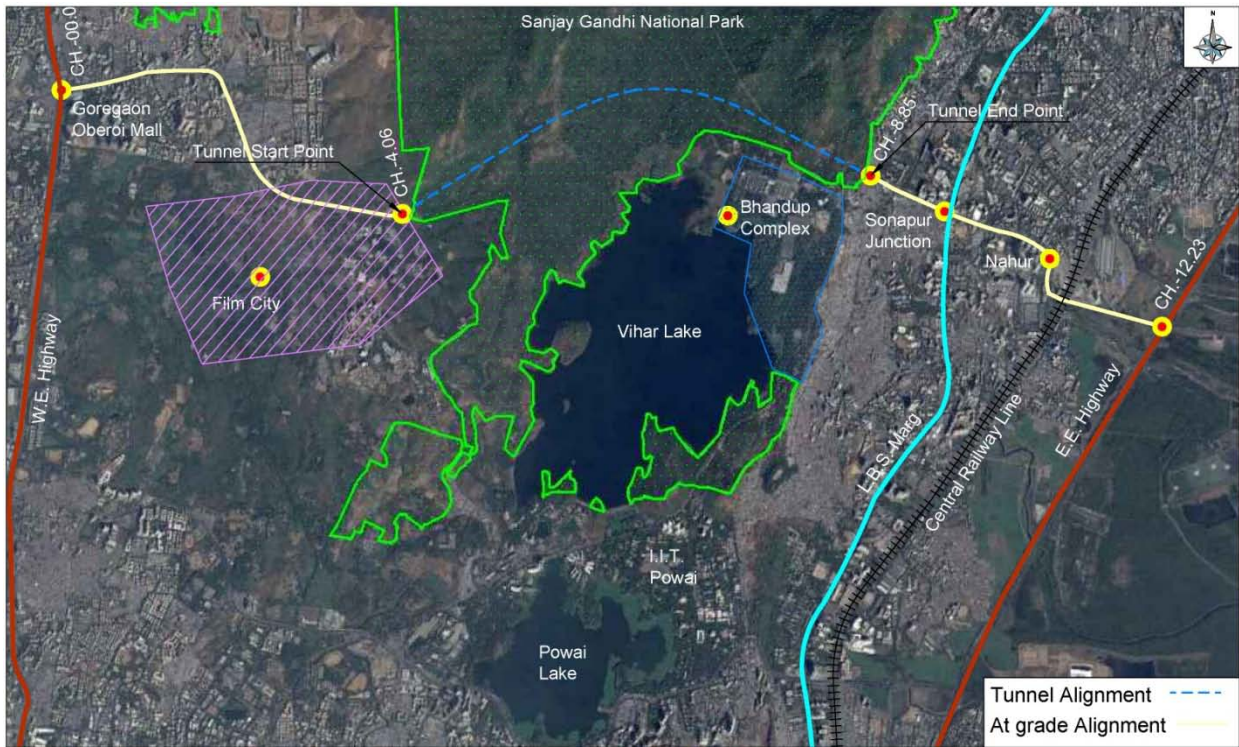 Sanjay Gandhi National Park
N
CH.-00.0
Goregaon
Oberoi Mall
Tunnel Start Point
CH.-4.06
CH.-8.85
Tunnel End Point
Film City
Bhandup
Complex
Sonapur
Junction
Nahur
CH.-12.23
Vihar Lake
W.E. Highway
L.B.S. Marg
Central Railway Line
E.E. Highway
I.I.T.
Powai
Powai
Lake
Tunnel Alignment
At grade Alignment